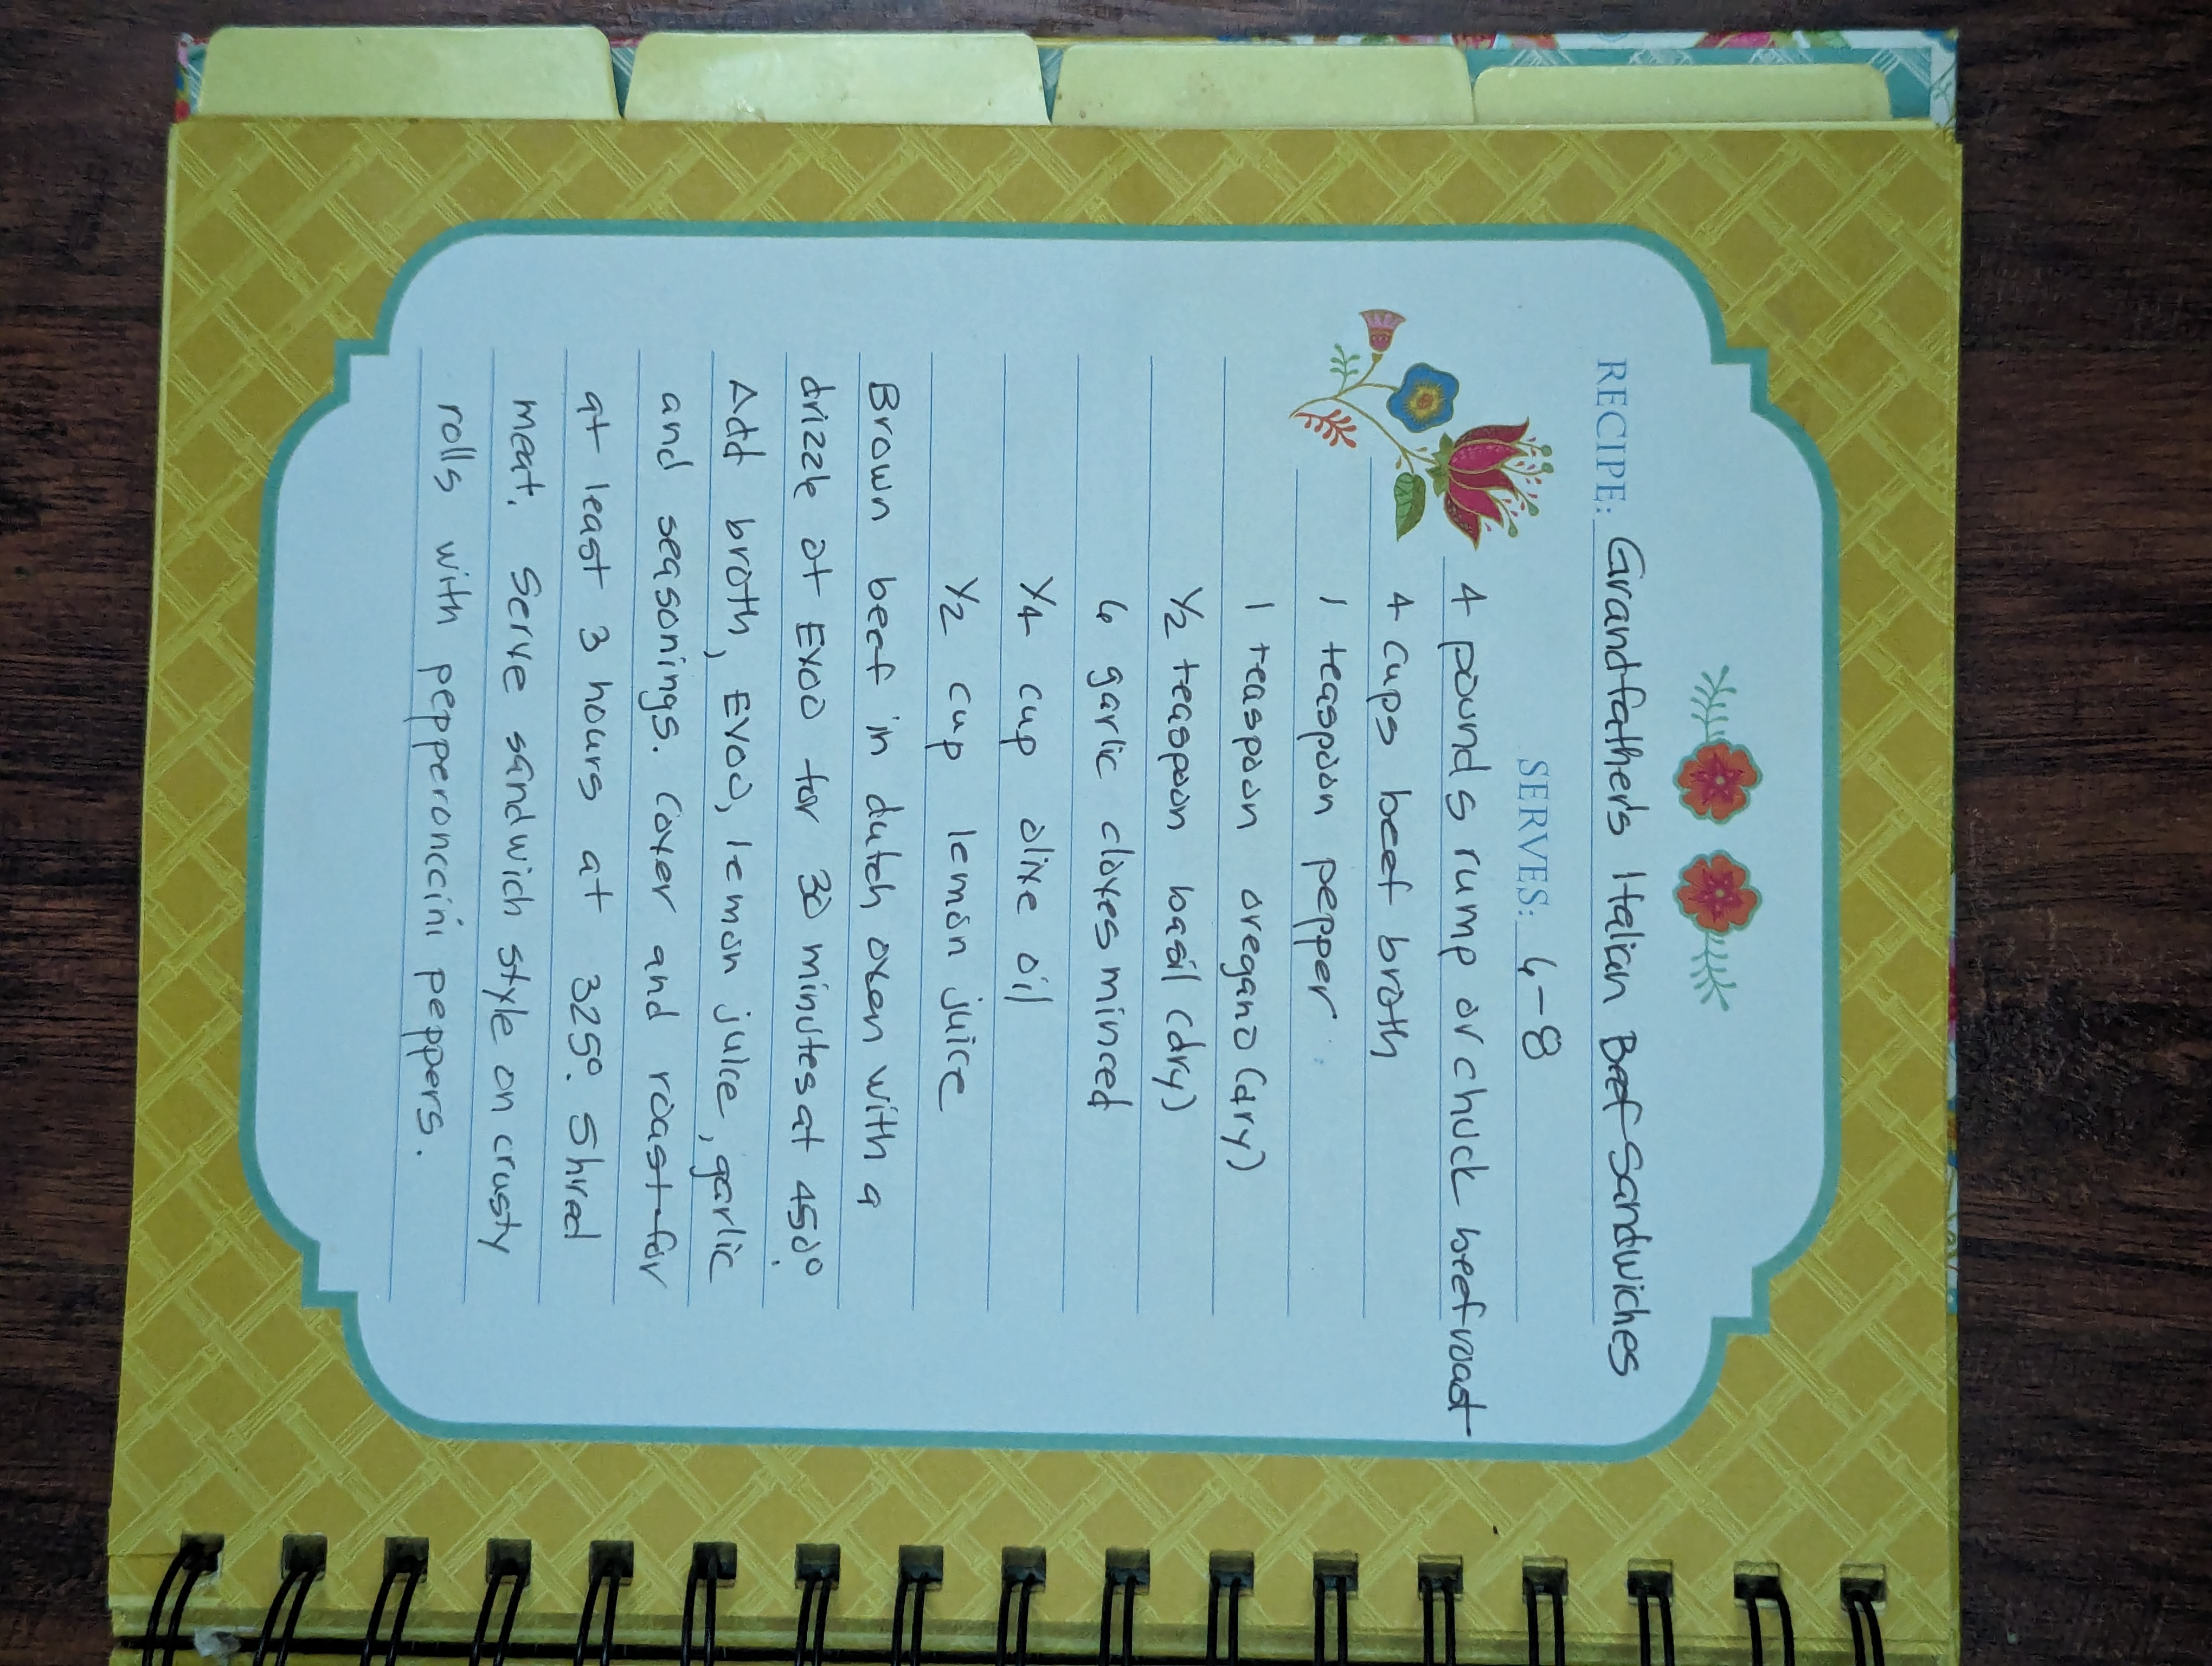 RECIPE: Grandfather's Italian Beef Sandwiches
SERVES: 6-8
4 pounds rump or chuck beef roast
4 cups beef broth
1 teaspoon pepper
1 teaspoon oregano (dry)
1/2 teaspoon basil (dry)
6 garlic cloves minced
1/4 cup olive oil
1/2 cup lemon juice
Brown beef in dutch oven with a
drizzle of EVOO for 30 minutes at 450°.
Add broth, EVOO, lemon juice, garlic
and seasonings. Cover and roast for
at least 3 hours at 325°. Shred
meat. Serve sandwich style on crusty
rolls with pepperonccini peppers.